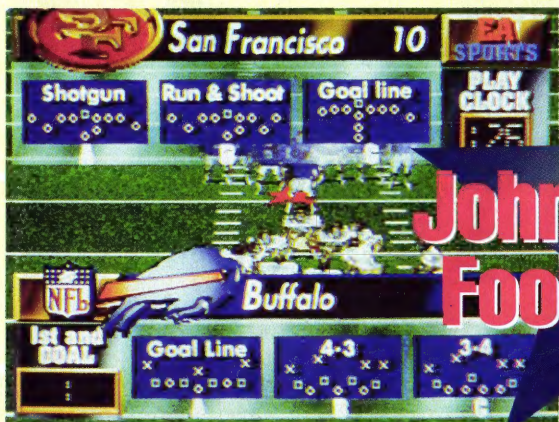 San Francisco 10
EA
SPORTS
Shotgun
Run & Shoot
Goal line
PLAY
CLOCK
:25
A
B
C
John
Foo
NFL
Buffalo
1st and
GOAL
:
Goal Line
4-3
3-4
A
B
C